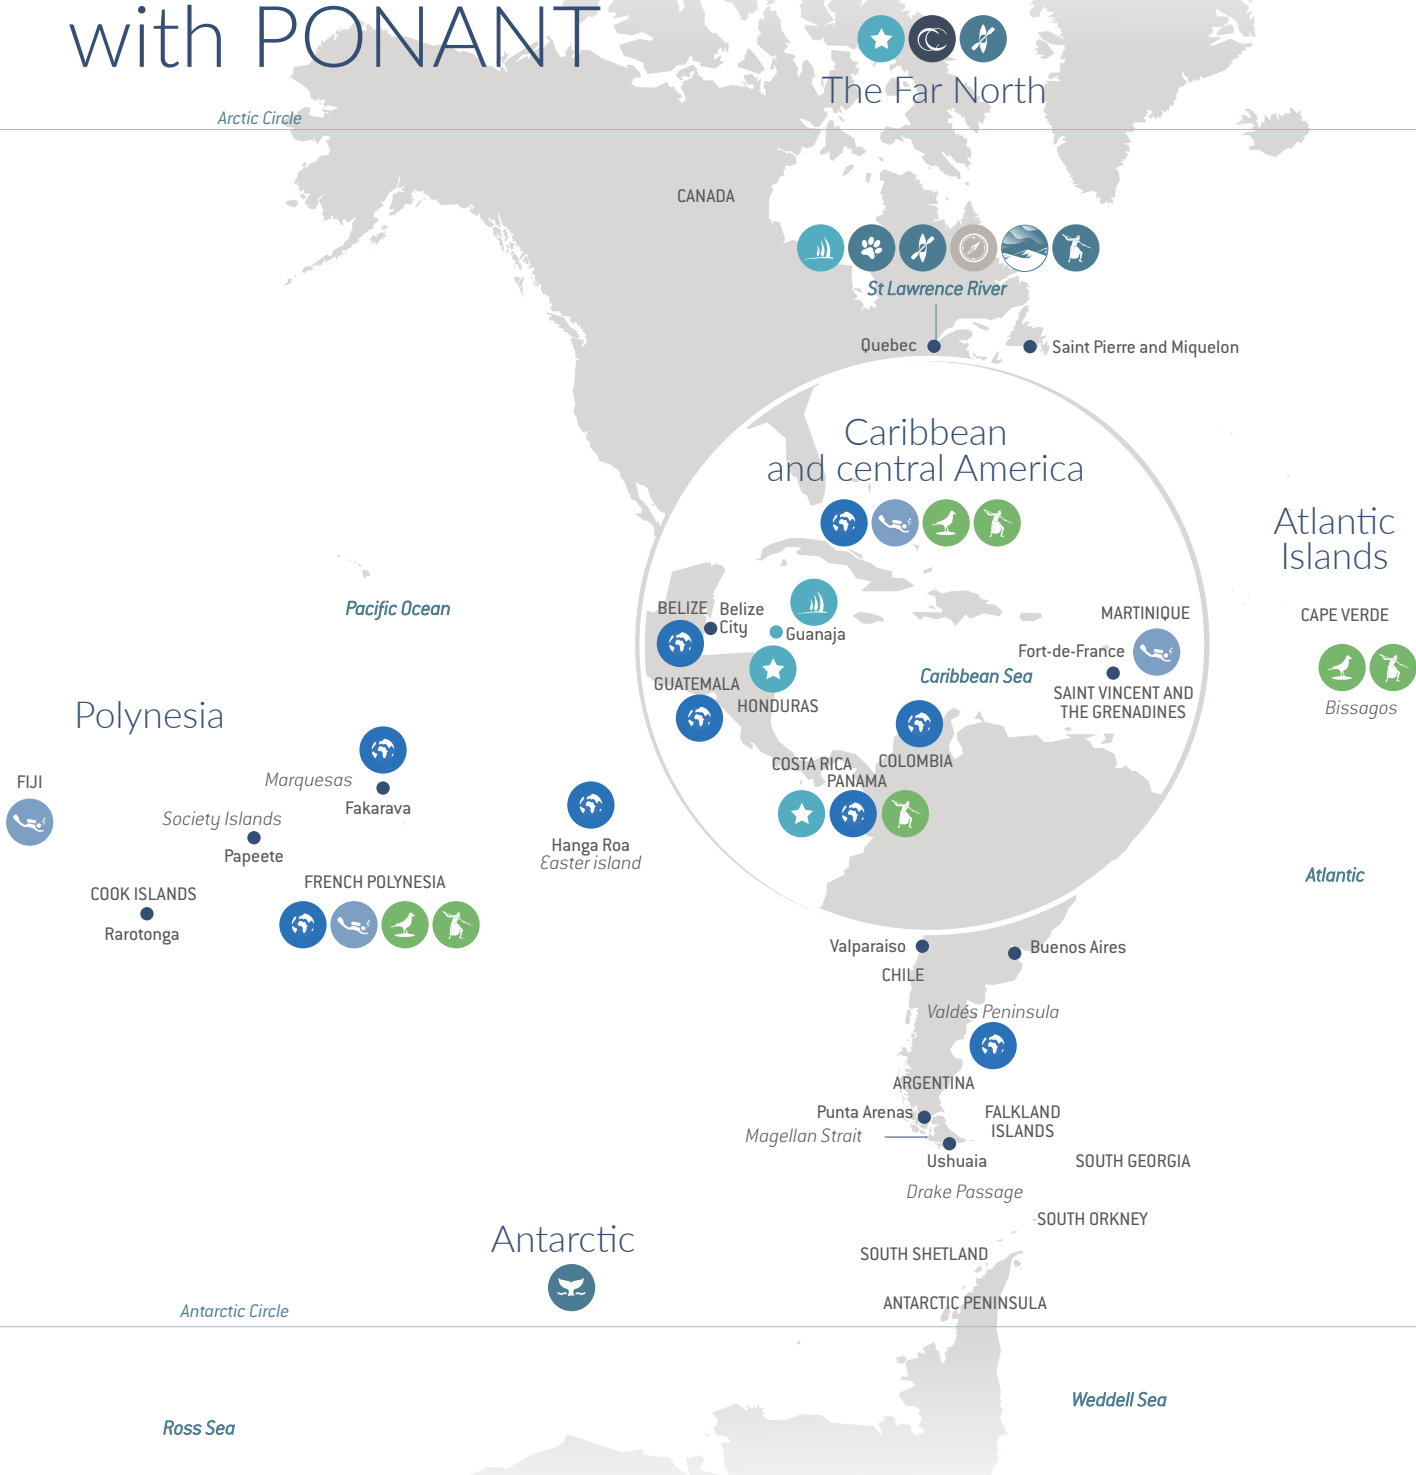 with PONANT
The Far North
Arctic Circle
CANADA
St Lawrence River
Quebec
Saint Pierre and Miquelon
Caribbean
and central America
Atlantic
Islands
Pacific Ocean
BELIZE
Belize
City
Guanaja
MARTINIQUE
CAPE VERDE
Fort-de-France
Caribbean Sea
GUATEMALA
HONDURAS
SAINT VINCENT AND
THE GRENADINES
Bissagos
Polynesia
COSTA RICA
PANAMA
COLOMBIA
FIJI
Marquesas
Fakarava
Society Islands
Papeete
Hanga Roa
Easter island
Atlantic
COOK ISLANDS
Rarotonga
FRENCH POLYNESIA
Valparaiso
Buenos Aires
CHILE
Valdés Peninsula
ARGENTINA
Punta Arenas
FALKLAND
ISLANDS
Magellan Strait
Ushuaia
SOUTH GEORGIA
Drake Passage
SOUTH ORKNEY
Antarctic
SOUTH SHETLAND
ANTARCTIC PENINSULA
Antarctic Circle
Weddell Sea
Ross Sea